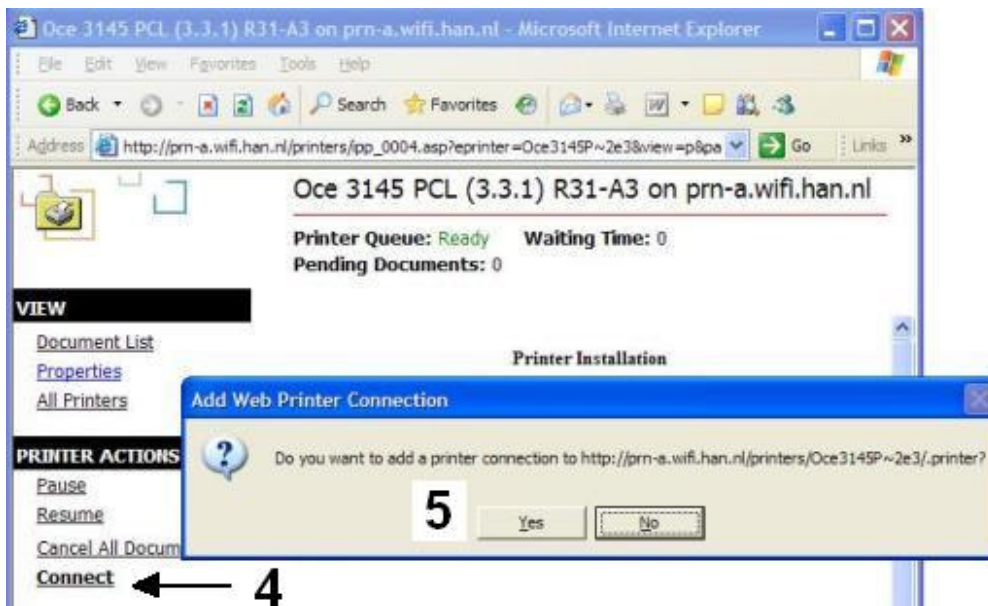 Oce 3145 PCL (3.3.1) R31-A3 on prn-a.wifi.han.nl - Microsoft Internet Explorer
File Edit View Favorites Tools Help
Back Search Favorites
Address http://prn-a.wifi.han.nl/printers/ipp_0004.asp?eprinter=Oce3145P~2e3&view=p&pa Go Links »
Oce 3145 PCL (3.3.1) R31-A3 on prn-a.wifi.han.nl
Printer Queue: Ready Waiting Time: 0
Pending Documents: 0
VIEW
Document List
Properties
All Printers
Printer Installation
Add Web Printer Connection
Do you want to add a printer connection to http://prn-a.wifi.han.nl/printers/Oce3145P~2e3/.printer?
5 Yes No
PRINTER ACTIONS
Pause
Resume
Cancel All Docum
Connect 4